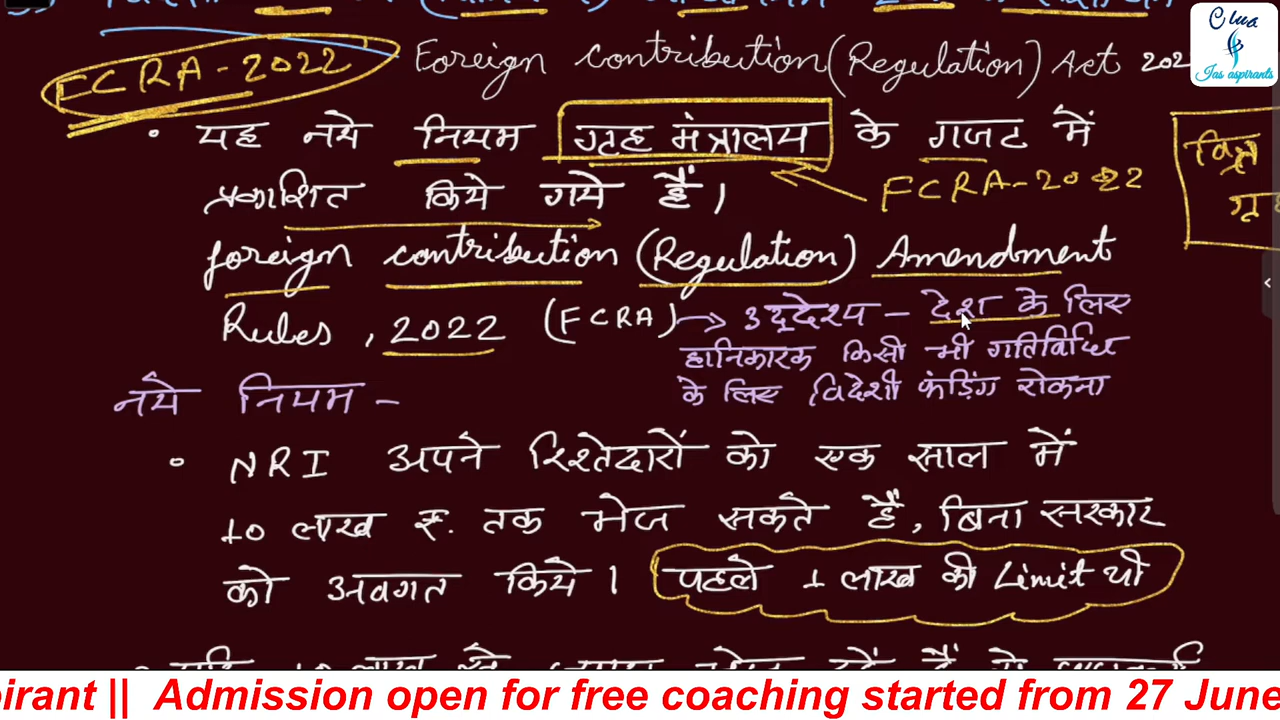 FCRA-2022 Foreign contribution (Regulation) Act 202
Clue
Ias aspirants
• यह नये नियम गृह मंत्रालय के गजट में
प्रकाशित किये गये हैं।
FCRA-2022
foreign contribution (Regulation) Amendment
Rules, 2022 (FCRA) → उद्देश्य – देश के लिए
हानिकारक किसी भी गतिविधि
के लिए विदेशी फंडिंग रोकना
नये नियम –
• NRI अपने रिश्तेदारों को एक साल में
10 लाख रु. तक भेज सकते हैं, बिना सरकार
को अवगत किये। पहले 1 लाख की Limit थी
pirant || Admission open for free coaching started from 27 June